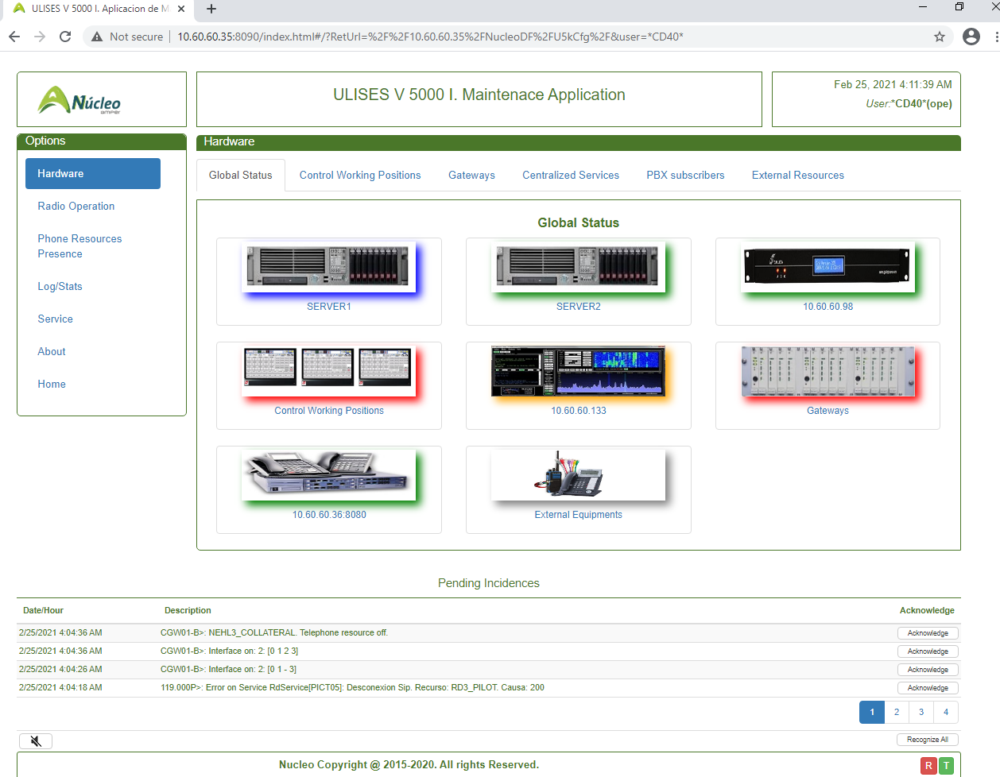 ULISES V 5000 I. Aplicacion de M
Not secure
10.60.60.35:8090/index.html#/?RetUrl=%2F%2F10.60.60.35%2FNucleoDF%2FU5kCfg%2F&user=*CD40*
Núcleo
amper
ULISES V 5000 I. Maintenace Application
Feb 25, 2021 4:11:39 AM
User:*CD40*(ope)
Options
Hardware
Radio Operation
Phone Resources
Presence
Log/Stats
Service
About
Home
Hardware
Global Status
Control Working Positions
Gateways
Centralized Services
PBX subscribers
External Resources
Global Status
SERVER1
SERVER2
10.60.60.98
Control Working Positions
10.60.60.133
Gateways
10.60.60.36:8080
External Equipments
Pending Incidences
Date/Hour Description Acknowledge
2/25/2021 4:04:36 AM CGW01-B>: NEHL3_COLLATERAL. Telephone resource off. Acknowledge
2/25/2021 4:04:36 AM CGW01-B>: Interface on: 2: [0 1 2 3] Acknowledge
2/25/2021 4:04:26 AM CGW01-B>: Interface on: 2: [0 1 - 3] Acknowledge
2/25/2021 4:04:18 AM 119.000P>: Error on Service RdService[PICT05]: Desconexion Sip. Recurso: RD3_PILOT. Causa: 200 Acknowledge
1 2 3 4
Recognize All
Nucleo Copyright @ 2015-2020. All rights Reserved.
R T